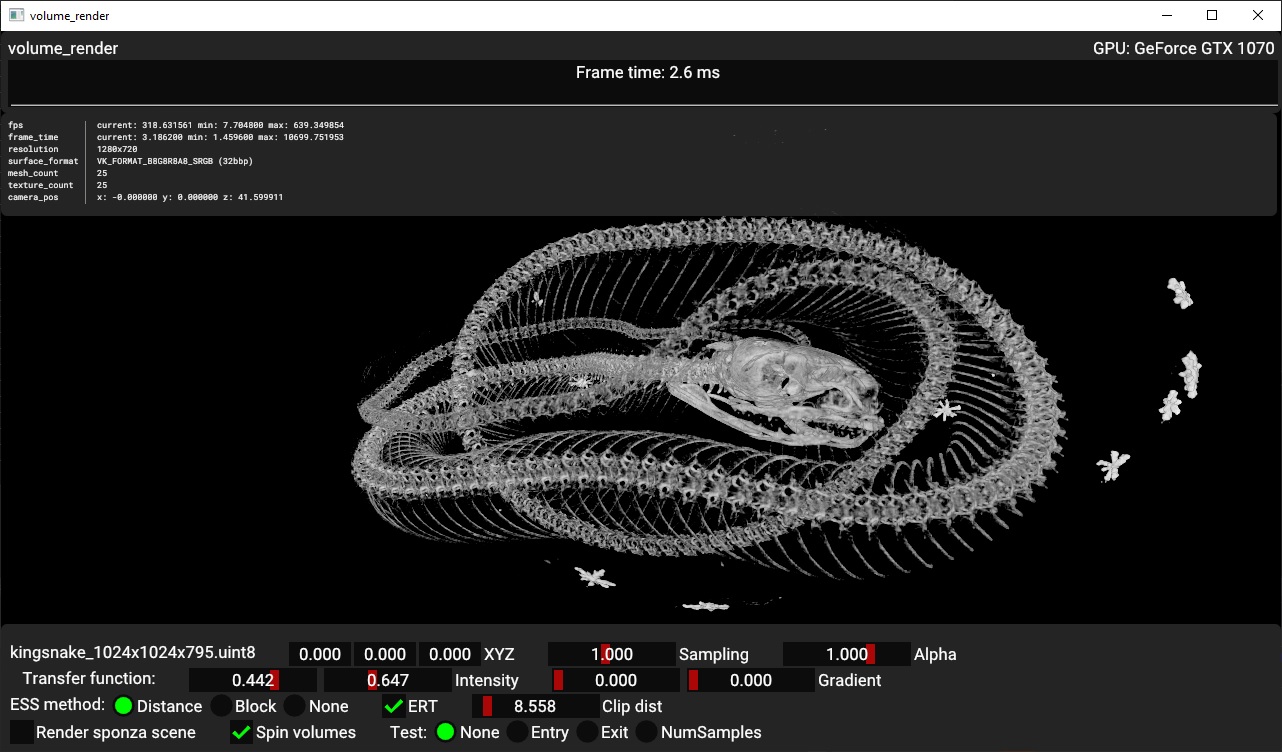 volume_render
volume_render GPU: GeForce GTX 1070
Frame time: 2.6 ms
fps current: 318.631561 min: 7.704800 max: 639.349854
frame_time current: 3.186200 min: 1.459600 max: 10699.751953
resolution 1280x720
surface_format VK_FORMAT_B8G8R8A8_SRGB (32bbp)
mesh_count 25
texture_count 25
camera_pos x: -0.000000 y: 0.000000 z: 41.599911
kingsnake_1024x1024x795.uint8 0.000 0.000 0.000 XYZ 1.000 Sampling 1.000 Alpha
Transfer function: 0.442 0.647 Intensity 0.000 0.000 Gradient
ESS method: Distance Block None ERT 8.558 Clip dist
Render sponza scene Spin volumes Test: None Entry Exit NumSamples